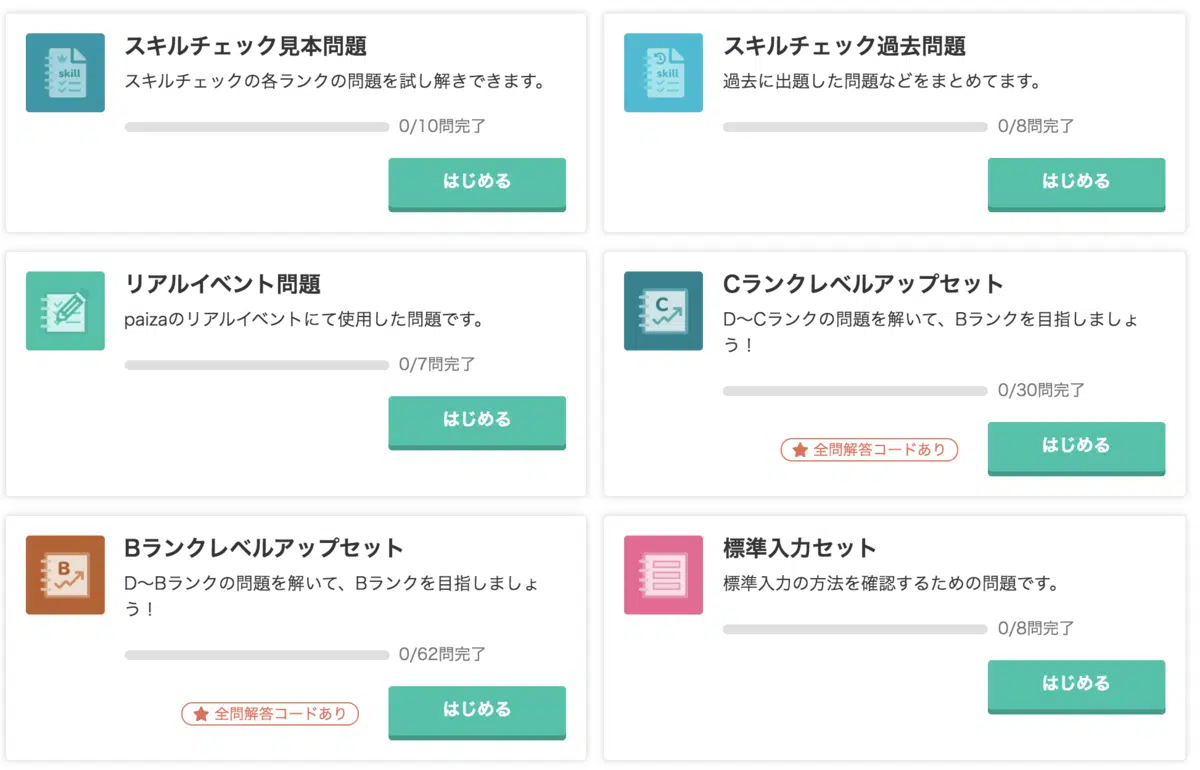 skill
スキルチェック見本問題
スキルチェックの各ランクの問題を試し解きできます。
0/10問完了
はじめる
skill
スキルチェック過去問題
過去に出題した問題などをまとめてます。
0/8問完了
はじめる
リアルイベント問題
paizaのリアルイベントにて使用した問題です。
0/7問完了
はじめる
C
Cランクレベルアップセット
D〜Cランクの問題を解いて、Bランクを目指しましょ
う！
0/30問完了
全問解答コードあり
はじめる
B
Bランクレベルアップセット
D〜Bランクの問題を解いて、Bランクを目指しましょ
う！
0/62問完了
全問解答コードあり
はじめる
標準入力セット
標準入力の方法を確認するための問題です。
0/8問完了
はじめる